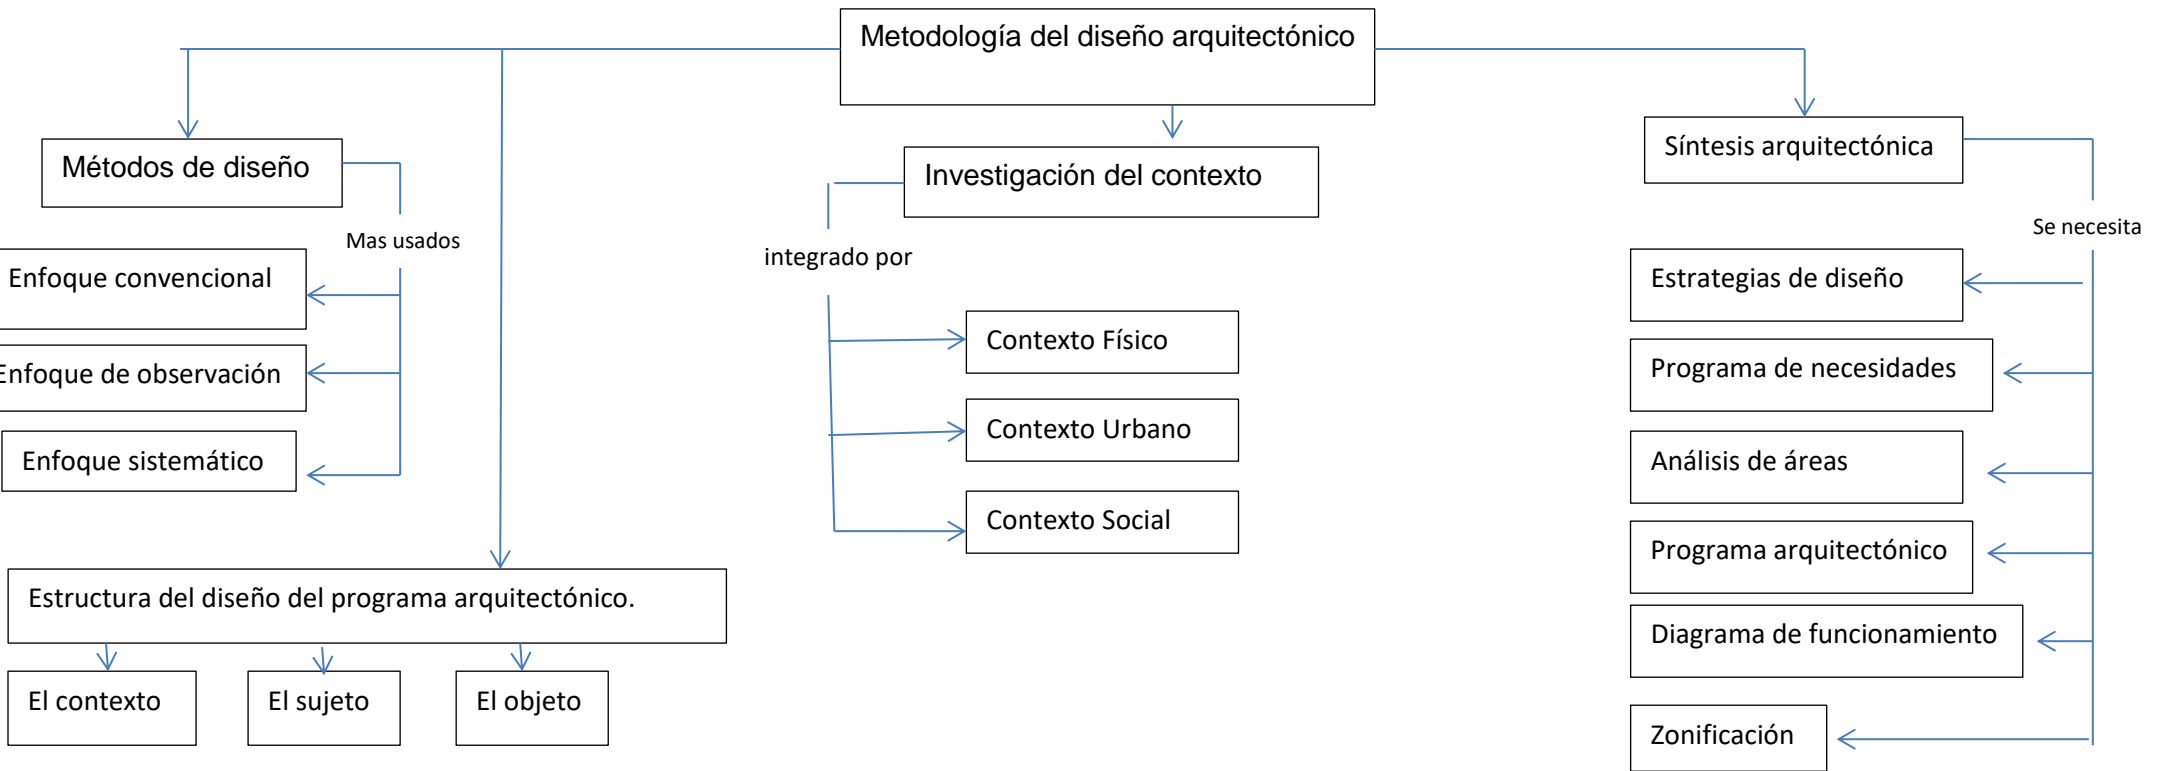 Metodología del diseño arquitectónico
Métodos de diseño
Mas usados
Enfoque convencional
Enfoque de observación
Enfoque sistemático
Estructura del diseño del programa arquitectónico.
El contexto
El sujeto
El objeto
Investigación del contexto
integrado por
Contexto Físico
Contexto Urbano
Contexto Social
Síntesis arquitectónica
Se necesita
Estrategias de diseño
Programa de necesidades
Análisis de áreas
Programa arquitectónico
Diagrama de funcionamiento
Zonificación